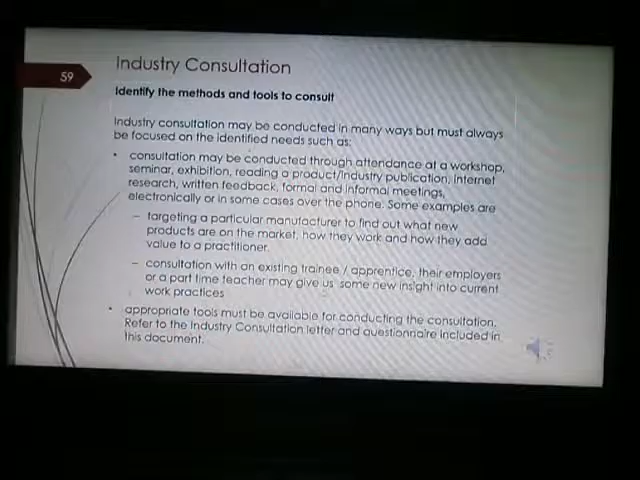 59
Industry Consultation
Identify the methods and tools to consult
Industry consultation may be conducted in many ways but must always
be focused on the identified needs such as:
• consultation may be conducted through attendance at a workshop,
seminar, exhibition, reading a product/industry publication, internet
research, written feedback, formal and informal meetings,
electronically or in some cases over the phone. Some examples are
– targeting a particular manufacturer to find out what new
products are on the market, how they work and how they add
value to a practitioner
– consultation with an existing trainee / apprentice, their employers
or a part time teacher may give us some new insight into current
work practices
• appropriate tools must be available for conducting the consultation.
Refer to the Industry Consultation letter and questionnaire included in
this document.